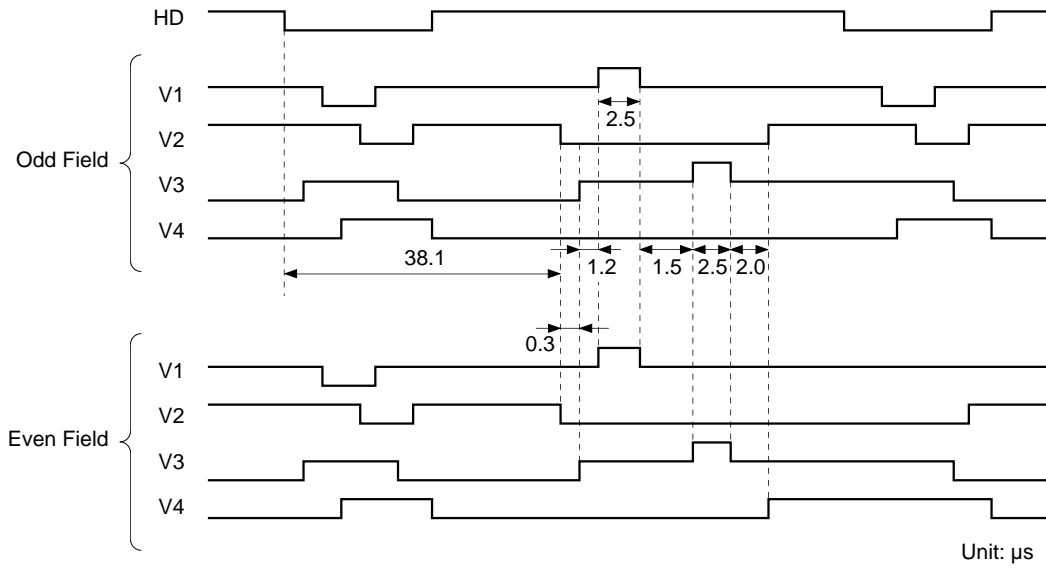 HD
V1
2.5
V2
Odd Field
V3
V4
38.1
1.2
1.5
2.5
2.0
0.3
V1
V2
Even Field
V3
V4
Unit: μs